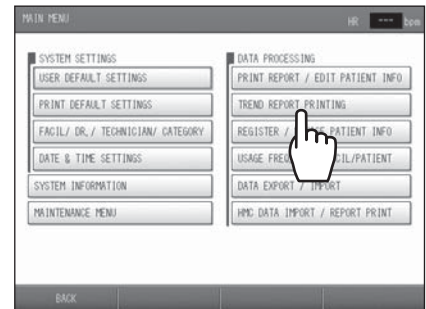 MAIN MENU
HR --- bpm
SYSTEM SETTINGS
USER DEFAULT SETTINGS
PRINT DEFAULT SETTINGS
FACIL/ DR./ TECHNICIAN/ CATEGORY
DATE & TIME SETTINGS
SYSTEM INFORMATION
MAINTENANCE MENU
DATA PROCESSING
PRINT REPORT / EDIT PATIENT INFO
TREND REPORT PRINTING
REGISTER / PATIENT INFO
USAGE CIL/PATIENT
DATA EXPORT / IMPORT
HMC DATA IMPORT / REPORT PRINT
BACK